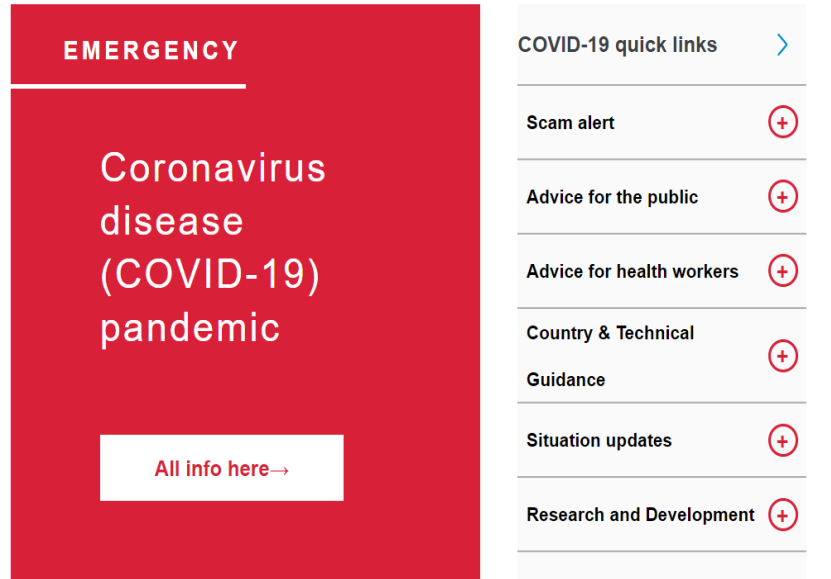 EMERGENCY
Coronavirus
disease
(COVID-19)
pandemic
All info here→
COVID-19 quick links
Scam alert
Advice for the public
Advice for health workers
Country & Technical
Guidance
Situation updates
Research and Development